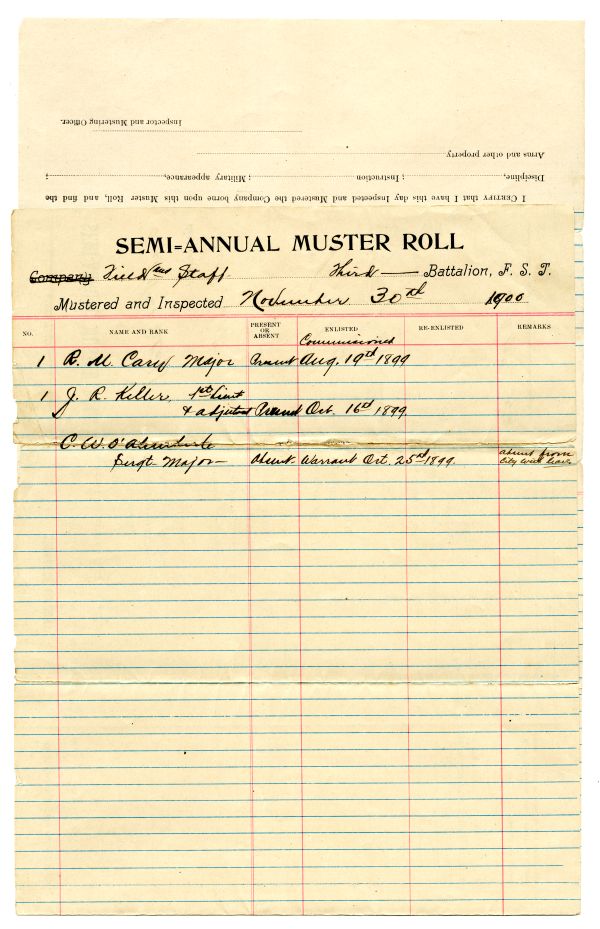 Inspector and Mustering Officer.
Arms and other property
Discipline, ; Instruction ; Military appearance, ;
I CERTIFY that I have this day Inspected and Mustered the Company borne upon this Muster Roll, and find the
SEMI-ANNUAL MUSTER ROLL
Company Field and Staff Third Battalion, F. S. T.
Mustered and Inspected November 30th 1900
NO. NAME AND RANK PRESENT OR ABSENT ENLISTED RE-ENLISTED REMARKS
Commissioned
1 R. M. Cary Major Present Aug. 19th 1899
1 J. R. Keller 1st Lieut
& adjutant Present Oct. 16th 1899
C. W. absent from
Sergt. Major Absent Warrant Oct. 25 1899. City with leave